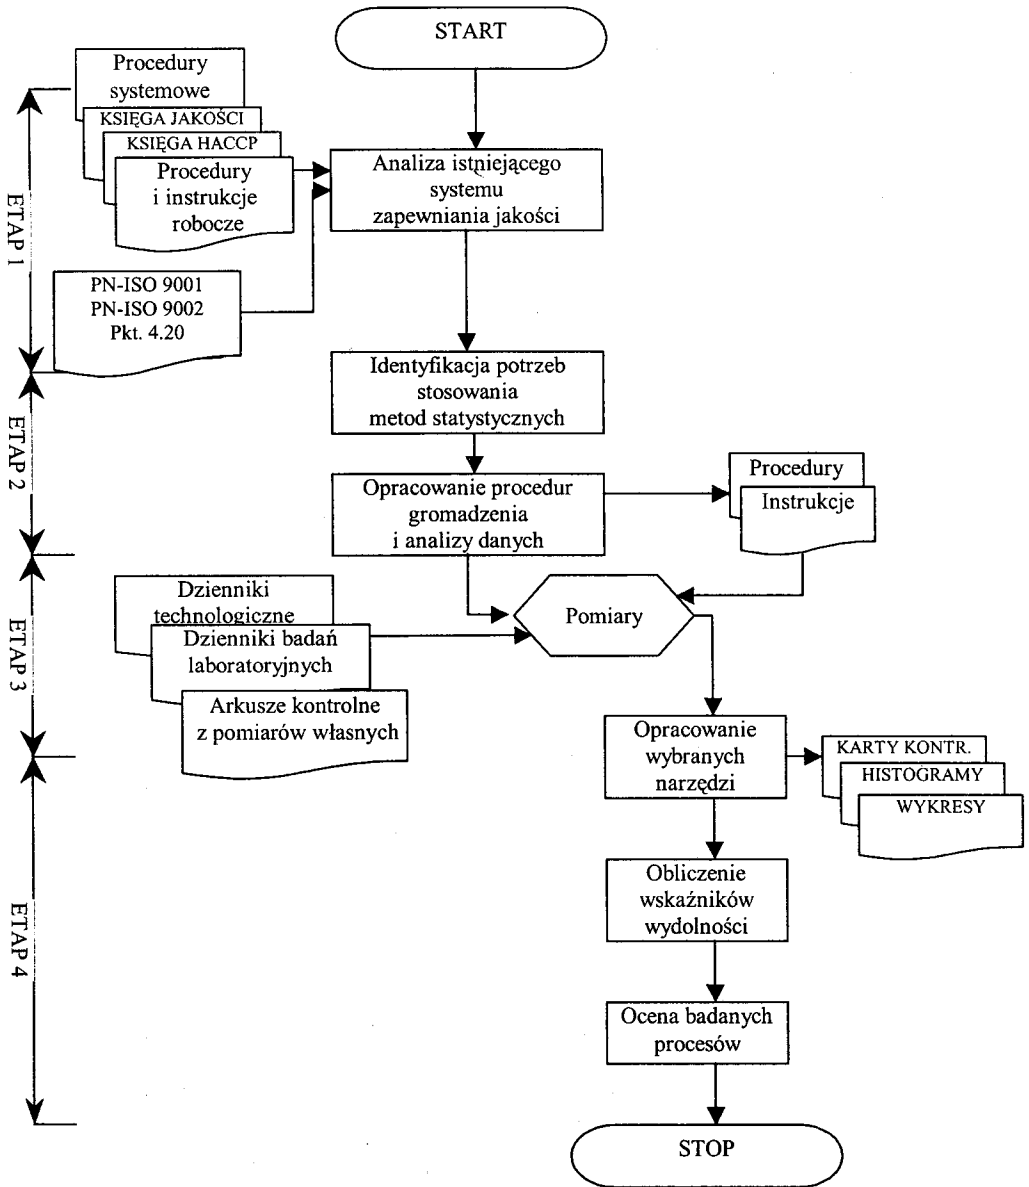 START
Procedury
systemowe
KSIĘGA JAKOŚCI
KSIĘGA HACCP
Procedury
i instrukcje
robocze
Analiza istniejącego
systemu
zapewniania jakości
ETAP 1
PN-ISO 9001
PN-ISO 9002
Pkt. 4.20
Identyfikacja potrzeb
stosowania
metod statystycznych
ETAP 2
Opracowanie procedur
gromadzenia
i analizy danych
Procedury
Instrukcje
ETAP 3
Dzienniki
technologiczne
Dzienniki badań
laboratoryjnych
Arkusze kontrolne
z pomiarów własnych
Pomiary
Opracowanie
wybranych
narzędzi
KARTY KONTR.
HISTOGRAMY
WYKRESY
ETAP 4
Obliczenie
wskaźników
wydolności
Ocena badanych
procesów
STOP